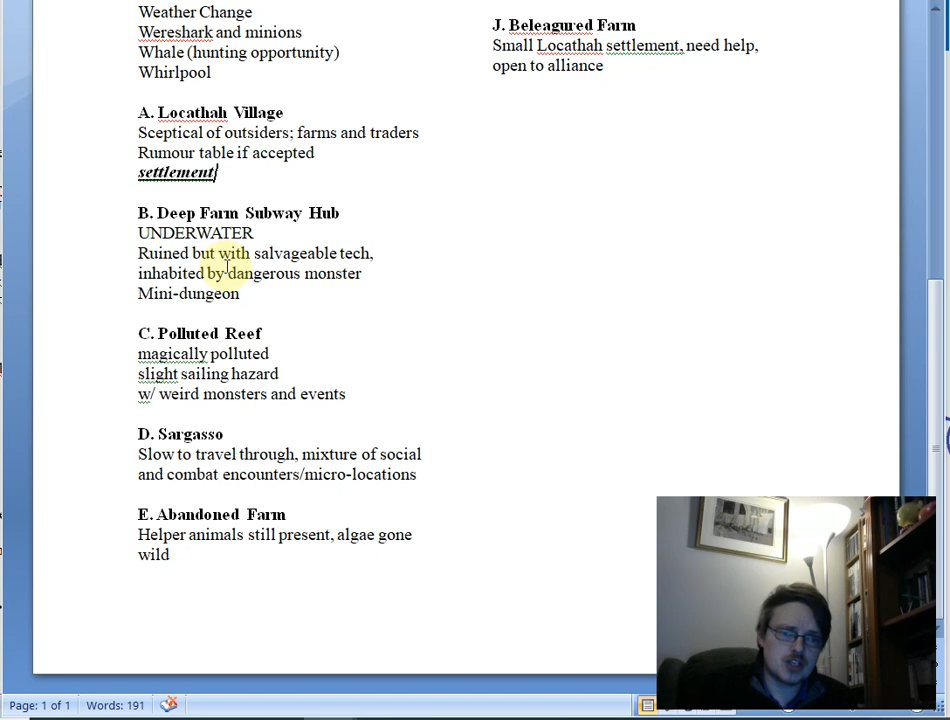 Weather Change
Wereshark and minions
Whale (hunting opportunity)
Whirlpool
A. Locathah Village
Sceptical of outsiders; farms and traders
Rumour table if accepted
settlement
B. Deep Farm Subway Hub
UNDERWATER
Ruined but with salvageable tech,
inhabited by dangerous monster
Mini-dungeon
C. Polluted Reef
magically polluted
slight sailing hazard
w/ weird monsters and events
D. Sargasso
Slow to travel through, mixture of social
and combat encounters/micro-locations
E. Abandoned Farm
Helper animals still present, algae gone
wild
J. Beleagured Farm
Small Locathah settlement, need help,
open to alliance
Page: 1 of 1
Words: 191